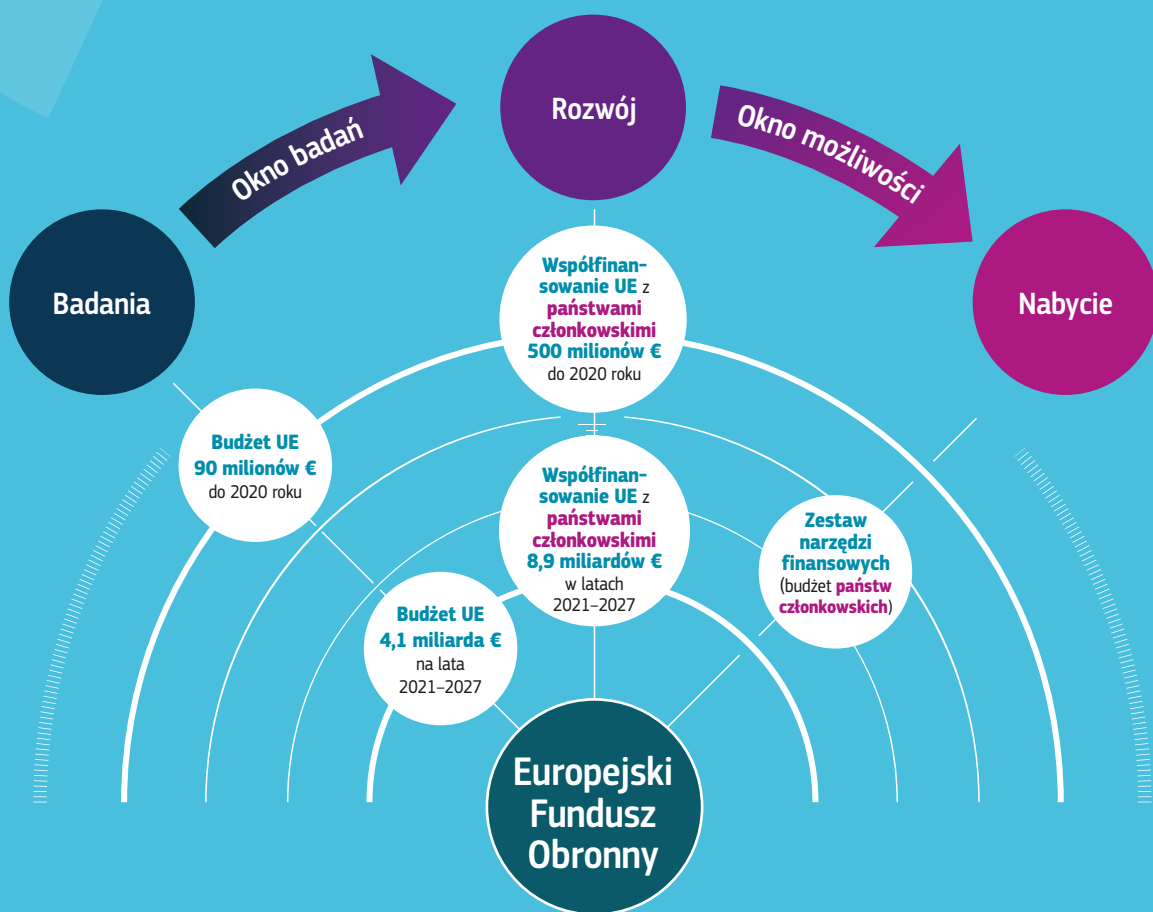 Rozwój
Okno badań
Okno możliwości
Badania
Nabycie
Współfinan-
sowanie UE z
państwami
członkowskimi
500 milionów €
do 2020 roku
Budżet UE
90 milionów €
do 2020 roku
Współfinan-
sowanie UE z
państwami
członkowskimi
8,9 miliardów €
w latach
2021–2027
Zestaw
narzędzi
finansowych
(budżet państw
członkowskich)
Budżet UE
4,1 miliarda €
na lata
2021–2027
Europejski
Fundusz
Obronny